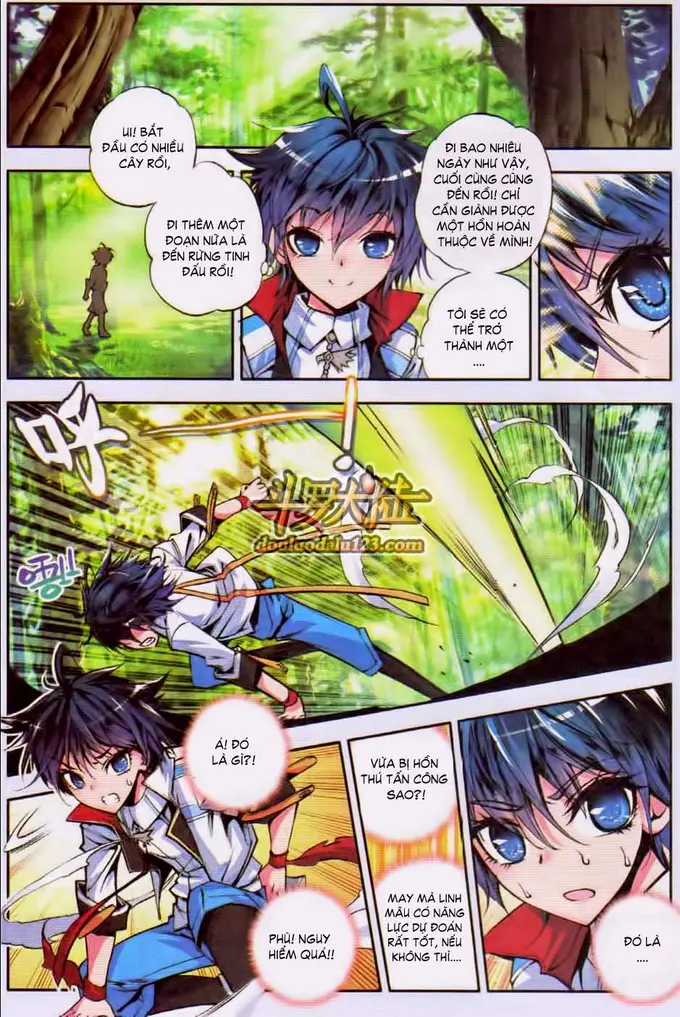 UI! BẮT
ĐẦU CÓ NHIỀU
CÂY RỒI,
ĐI THÊM MỘT
ĐOẠN NỮA LÀ
ĐẾN RỪNG TINH
ĐẤU RỒI!
ĐI BAO NHIÊU
NGÀY NHƯ VẬY,
CUỐI CÙNG CŨNG
ĐẾN RỒI! CHỈ
CẦN GIÀNH ĐƯỢC
MỘT HỒN HOÀN
THUỘC VỀ MÌNH!
TÔI SẼ CÓ
THỂ TRỞ
THÀNH MỘT
....
呼
斗罗大陆
douluodalu123.com
Á! ĐÓ
LÀ GÌ?!
VỪA BỊ HỒN
THÚ TẤN CÔNG
SAO?!
PHÙ! NGUY
HIỂM QUÁ!!
MAY MÀ LINH
MÂU CÓ NĂNG
LỰC DỰ ĐOÁN
RẤT TỐT, NẾU
KHÔNG THÌ....
ĐÓ LÀ
....